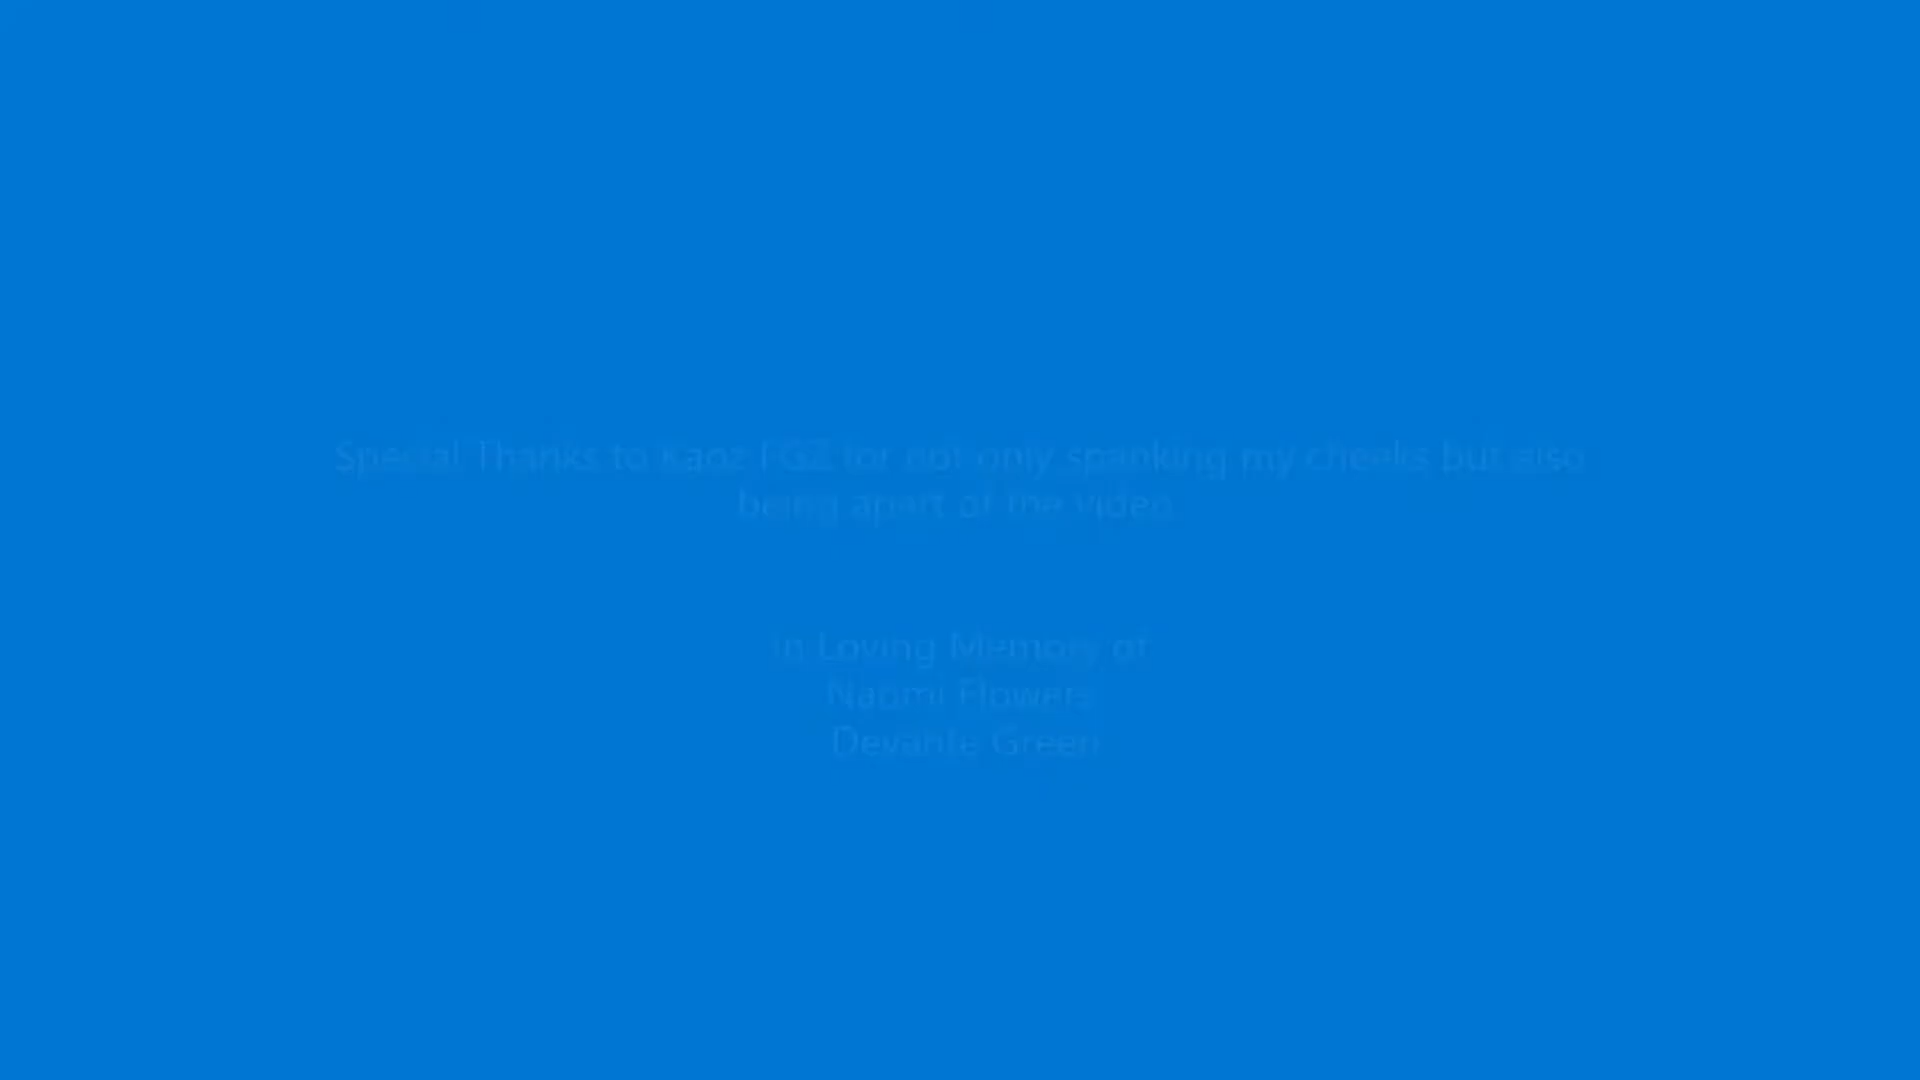 Special Thanks to Kaoz FGZ for not only spanking my cheeks but also
being apart of the video
In Loving Memory of
Naomi Flowers
Devante Green